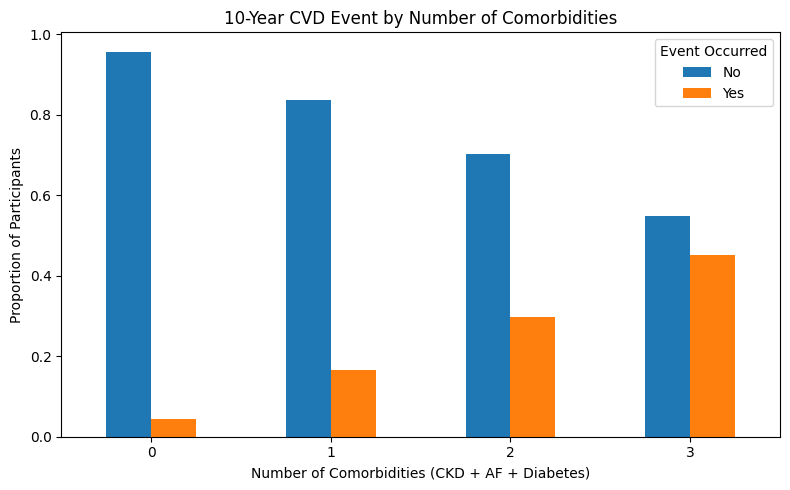 10-Year CVD Event by Number of Comorbidities
Event Occurred
No
Yes
Proportion of Participants
1.0
0.8
0.6
0.4
0.2
0.0
0
1
2
3
Number of Comorbidities (CKD + AF + Diabetes)